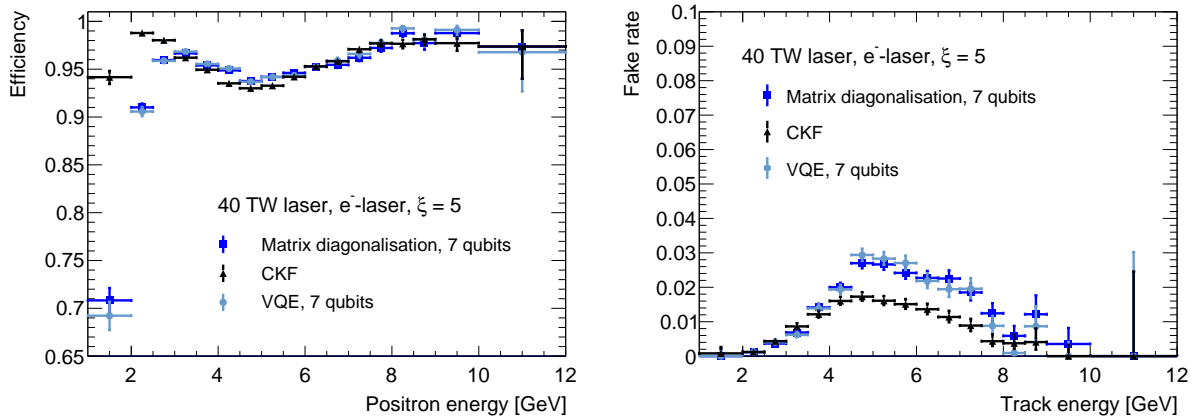 Efficiency
1
0.95
0.9
0.85
0.8
0.75
0.7
0.65
40 TW laser, e⁻-laser, ξ = 5
Matrix diagonalisation, 7 qubits
CKF
VQE, 7 qubits
2 4 6 8 10 12
Positron energy [GeV]
Fake rate
0.1
0.09
0.08
0.07
0.06
0.05
0.04
0.03
0.02
0.01
0
40 TW laser, e⁻-laser, ξ = 5
Matrix diagonalisation, 7 qubits
CKF
VQE, 7 qubits
2 4 6 8 10 12
Track energy [GeV]